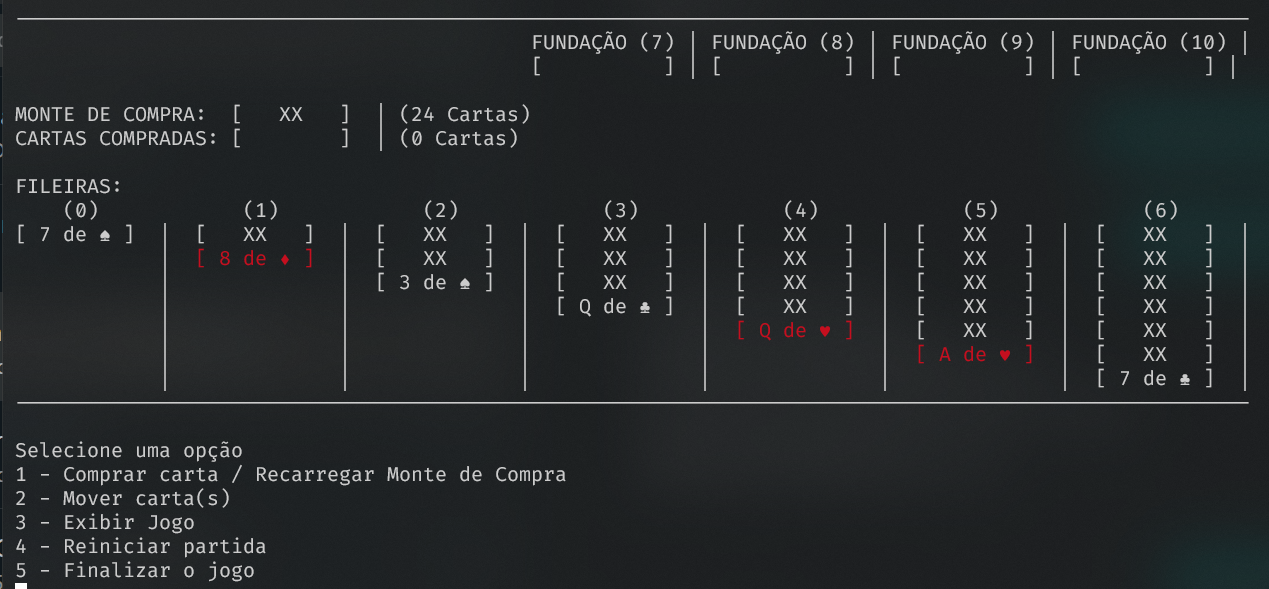 FUNDAÇÃO (7) | FUNDAÇÃO (8) | FUNDAÇÃO (9) | FUNDAÇÃO (10) |
[          ] | [          ] | [          ] | [          ] |
MONTE DE COMPRA:  [   XX   ]  | (24 Cartas)
CARTAS COMPRADAS: [        ]  | (0 Cartas)
FILEIRAS:
(0) (1) (2) (3) (4) (5) (6)
[ 7 de ♠ ] | [   XX   ] | [   XX   ] | [   XX   ] | [   XX   ] | [   XX   ] | [   XX   ] |
| [ 8 de ♦ ] | [   XX   ] | [   XX   ] | [   XX   ] | [   XX   ] | [   XX   ] |
| | [ 3 de ♠ ] | [   XX   ] | [   XX   ] | [   XX   ] | [   XX   ] |
| | | [ Q de ♣ ] | [   XX   ] | [   XX   ] | [   XX   ] |
| | | | [ Q de ♥ ] | [   XX   ] | [   XX   ] |
| | | | | [ A de ♥ ] | [   XX   ] |
| | | | | | [ 7 de ♣ ] |
Selecione uma opção
1 - Comprar carta / Recarregar Monte de Compra
2 - Mover carta(s)
3 - Exibir Jogo
4 - Reiniciar partida
5 - Finalizar o jogo